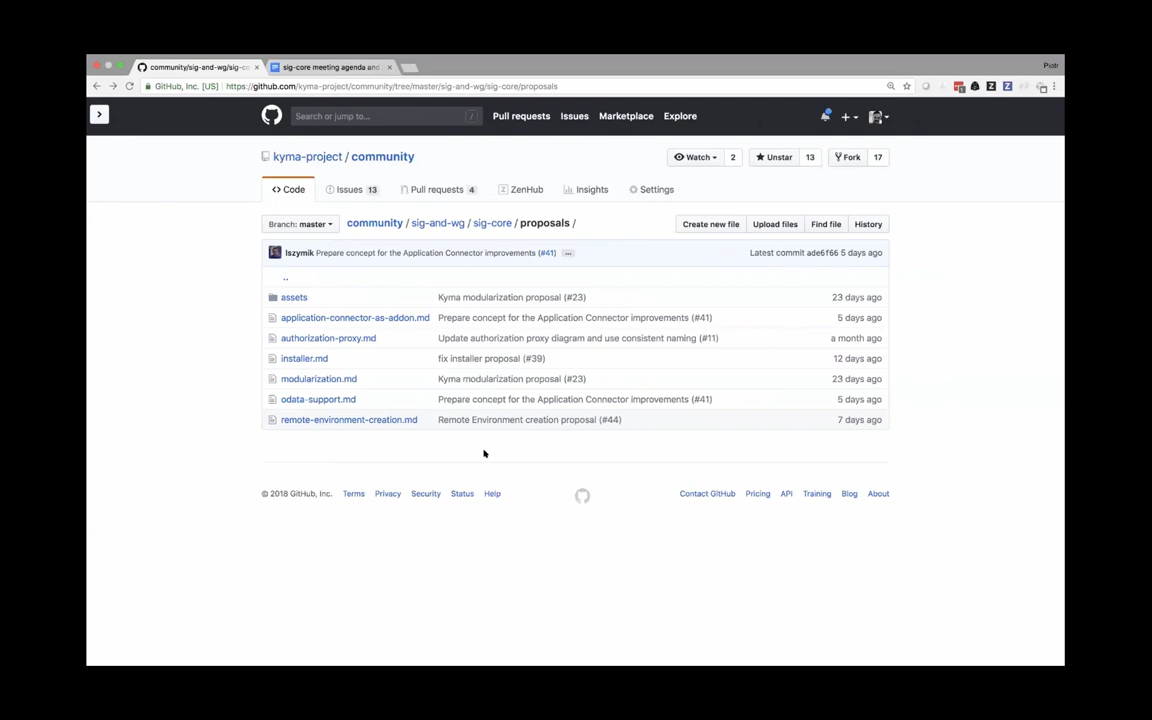 community/sig-and-wg/sig-co
sig-core meeting agenda and
Piotr
GitHub, Inc. [US]
https://github.com/kyma-project/community/tree/master/sig-and-wg/sig-core/proposals
Search or jump to...
/
Pull requests
Issues
Marketplace
Explore
kyma-project / community
Watch
2
Unstar
13
Fork
17
Code
Issues 13
Pull requests 4
ZenHub
Insights
Settings
Branch: master
community / sig-and-wg / sig-core / proposals /
Create new file
Upload files
Find file
History
lszymik Prepare concept for the Application Connector improvements (#41) ...
Latest commit ade6f66 5 days ago
..
assets Kyma modularization proposal (#23) 23 days ago
application-connector-as-addon.md Prepare concept for the Application Connector improvements (#41) 5 days ago
authorization-proxy.md Update authorization proxy diagram and use consistent naming (#11) a month ago
installer.md fix installer proposal (#39) 12 days ago
modularization.md Kyma modularization proposal (#23) 23 days ago
odata-support.md Prepare concept for the Application Connector improvements (#41) 5 days ago
remote-environment-creation.md Remote Environment creation proposal (#44) 7 days ago
© 2018 GitHub, Inc.
Terms
Privacy
Security
Status
Help
Contact GitHub
Pricing
API
Training
Blog
About